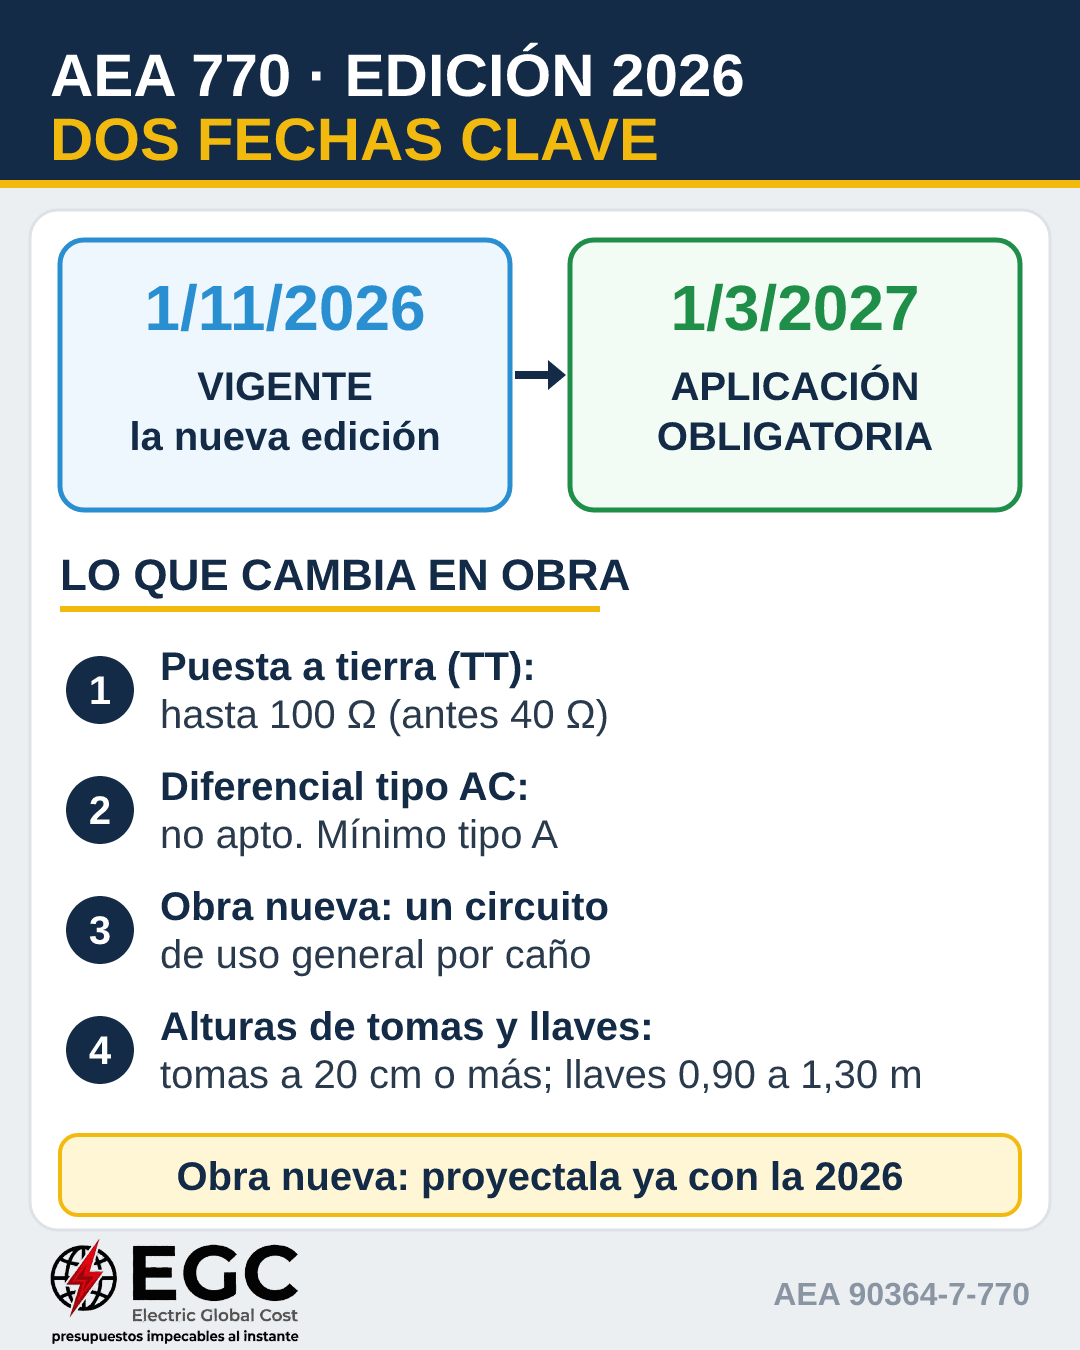 AEA 770 · EDICIÓN 2026
DOS FECHAS CLAVE
1/11/2026
VIGENTE
la nueva edición
1/3/2027
APLICACIÓN
OBLIGATORIA
LO QUE CAMBIA EN OBRA
1
Puesta a tierra (TT):
hasta 100 Ω (antes 40 Ω)
2
Diferencial tipo AC:
no apto. Mínimo tipo A
3
Obra nueva: un circuito
de uso general por caño
4
Alturas de tomas y llaves:
tomas a 20 cm o más; llaves 0,90 a 1,30 m
Obra nueva: proyectala ya con la 2026
EGC
Electric Global Cost
presupuestos impecables al instante
AEA 90364-7-770